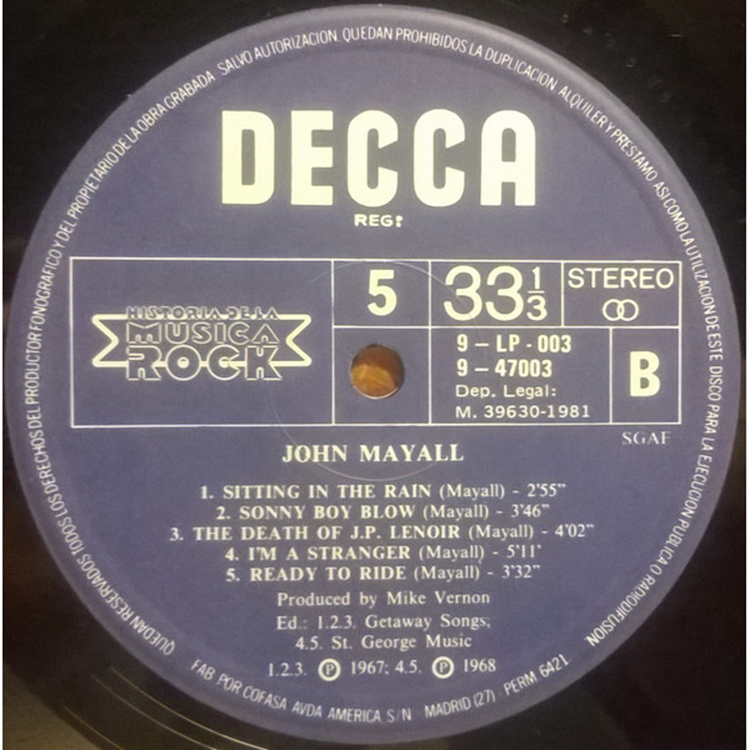 QUEDAN RESERVADOS TODOS LOS DERECHOS DEL PRODUCTOR FONOGRAFICO Y DEL PROPIETARIO DE LA OBRA GRABADA. SALVO AUTORIZACION, QUEDAN PROHIBIDOS LA DUPLICACION, ALQUILER Y PRESTAMO, ASI COMO LA UTILIZACION DE ESTE DISCO PARA LA EJECUCION PUBLICA O RADIODIFUSION.
DECCA
REG:
HISTORIA DE LA
MUSICA
ROCK
5
33 1/3
STEREO
9 - LP - 003
9 - 47003
Dep. Legal:
M. 39630-1981
B
SGAE
JOHN MAYALL
1. SITTING IN THE RAIN (Mayall) - 2'55"
2. SONNY BOY BLOW (Mayall) - 3'46"
3. THE DEATH OF J.P. LENOIR (Mayall) - 4'02"
4. I'M A STRANGER (Mayall) - 5'11'
5. READY TO RIDE (Mayall) - 3'32"
Produced by Mike Vernon
Ed.: 1.2.3. Getaway Songs;
4.5. St. George Music
1.2.3. Ⓟ 1967; 4.5. Ⓟ 1968
FAB. POR COFASA AVDA AMERICA, S/N - MADRID (27) - PERM 6421